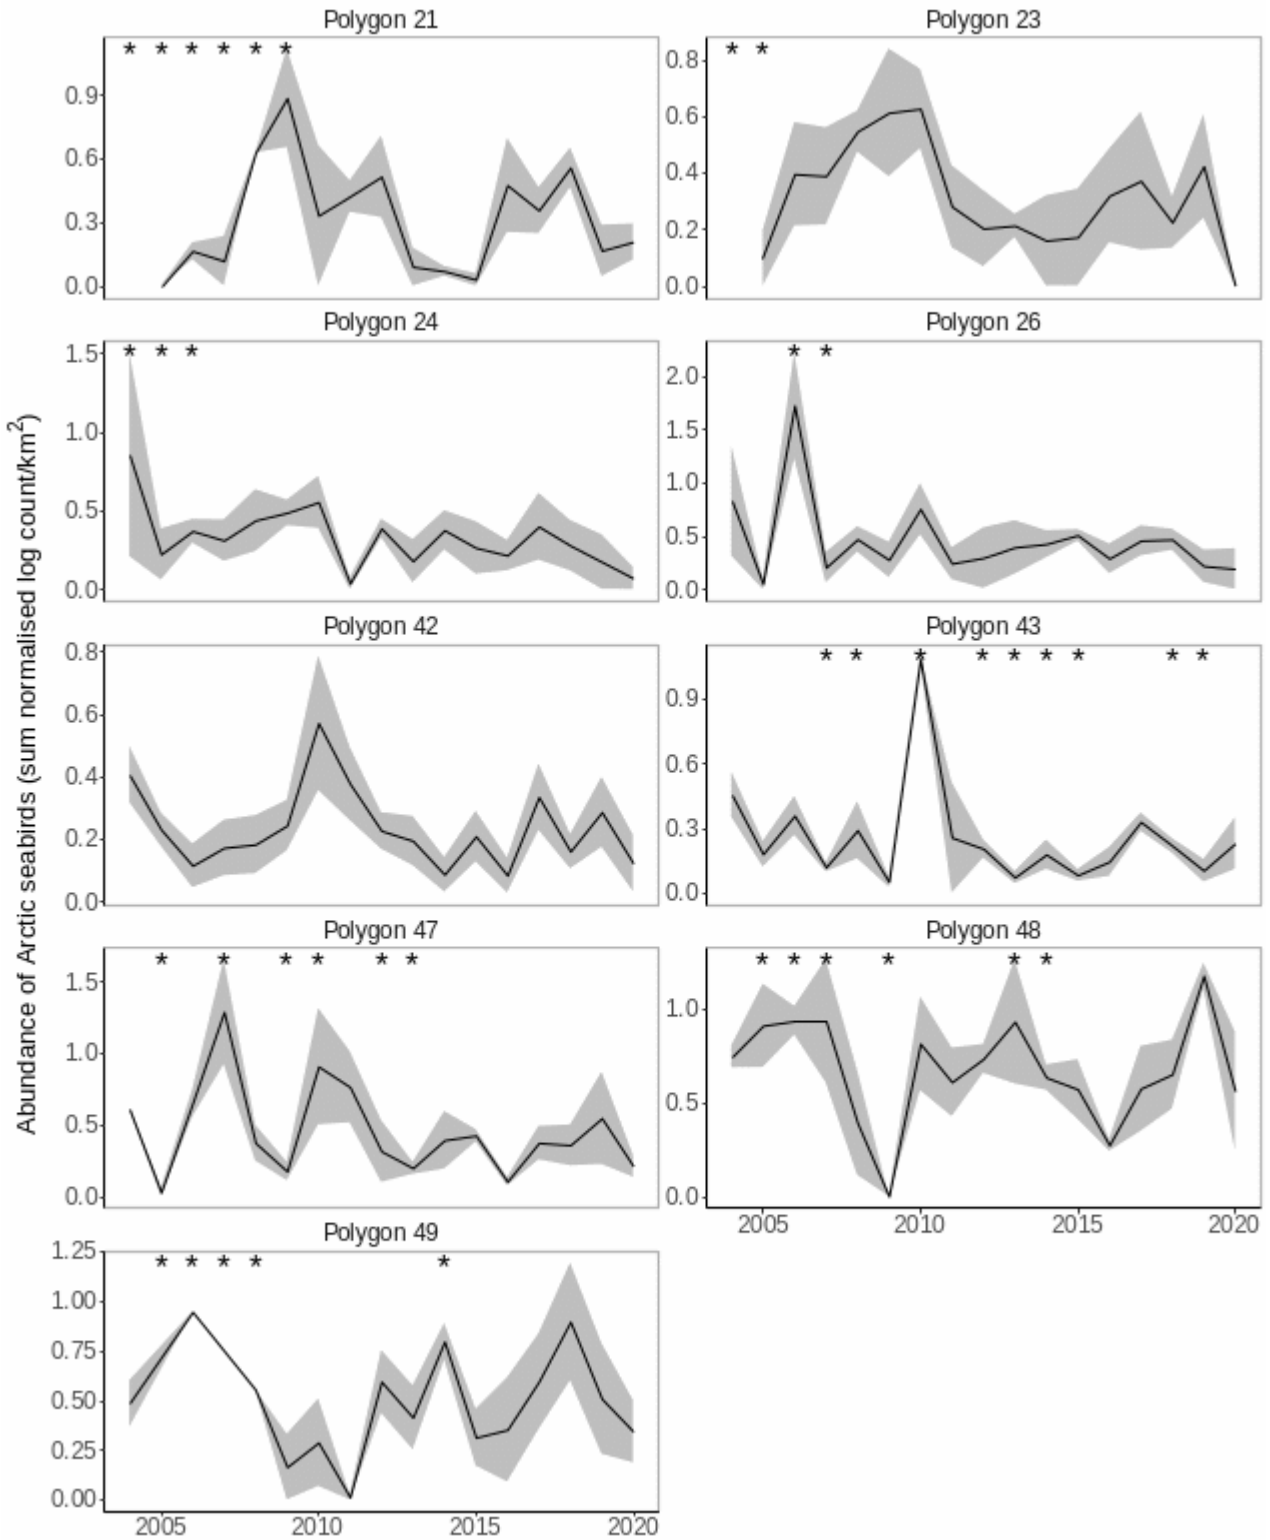 Abundance of Arctic seabirds (sum normalised log count/km²)
Polygon 21
* * * * * *
0.9
0.6
0.3
0.0
Polygon 23
* *
0.8
0.6
0.4
0.2
0.0
Polygon 24
* * *
1.5
1.0
0.5
0.0
Polygon 26
* *
2.0
1.5
1.0
0.5
0.0
Polygon 42
0.8
0.6
0.4
0.2
0.0
Polygon 43
* * * * * * * * *
0.9
0.6
0.3
0.0
Polygon 47
* * * * * *
1.5
1.0
0.5
0.0
Polygon 48
* * * * * *
1.0
0.5
0.0
2005 2010 2015 2020
Polygon 49
* * * * *
1.25
1.00
0.75
0.50
0.25
0.00
2005 2010 2015 2020